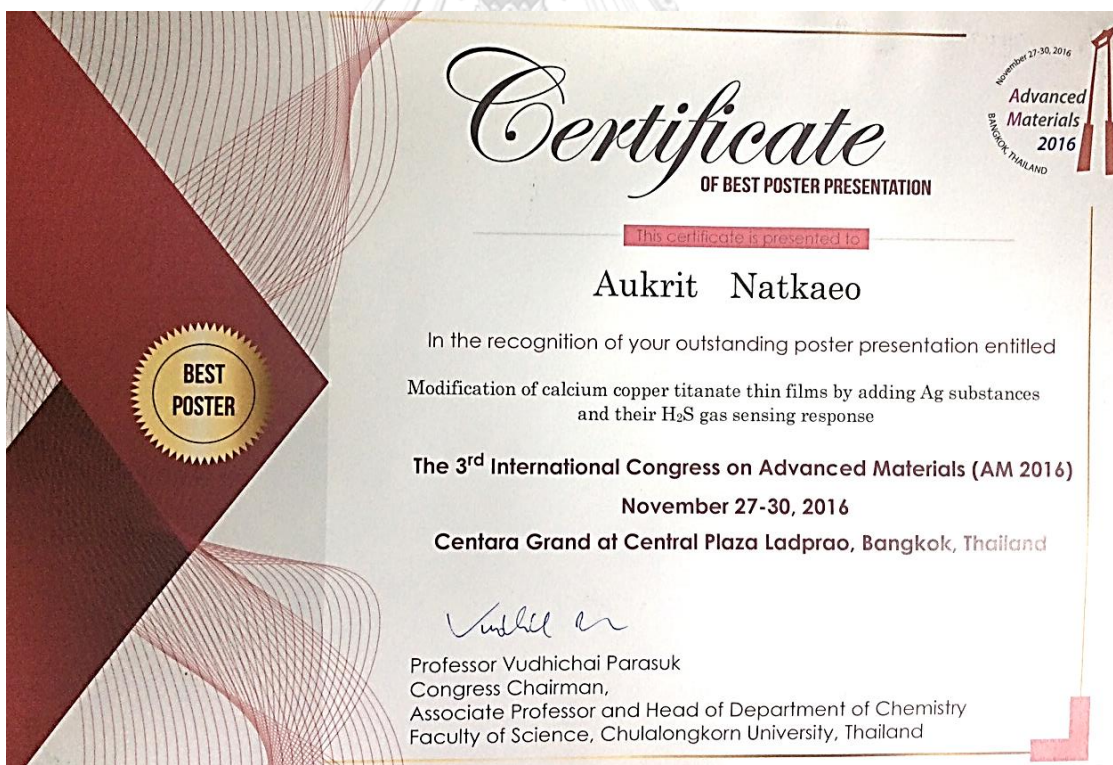 Certificate
OF BEST POSTER PRESENTATION
November 27-30, 2016
Advanced
Materials
2016
BANGKOK, THAILAND
This certificate is presented to
Aukrit Natkaeo
In the recognition of your outstanding poster presentation entitled
BEST
POSTER
Modification of calcium copper titanate thin films by adding Ag substances
and their H₂S gas sensing response
The 3rd International Congress on Advanced Materials (AM 2016)
November 27-30, 2016
Centara Grand at Central Plaza Ladprao, Bangkok, Thailand
Professor Vudhichai Parasuk
Congress Chairman,
Associate Professor and Head of Department of Chemistry
Faculty of Science, Chulalongkorn University, Thailand